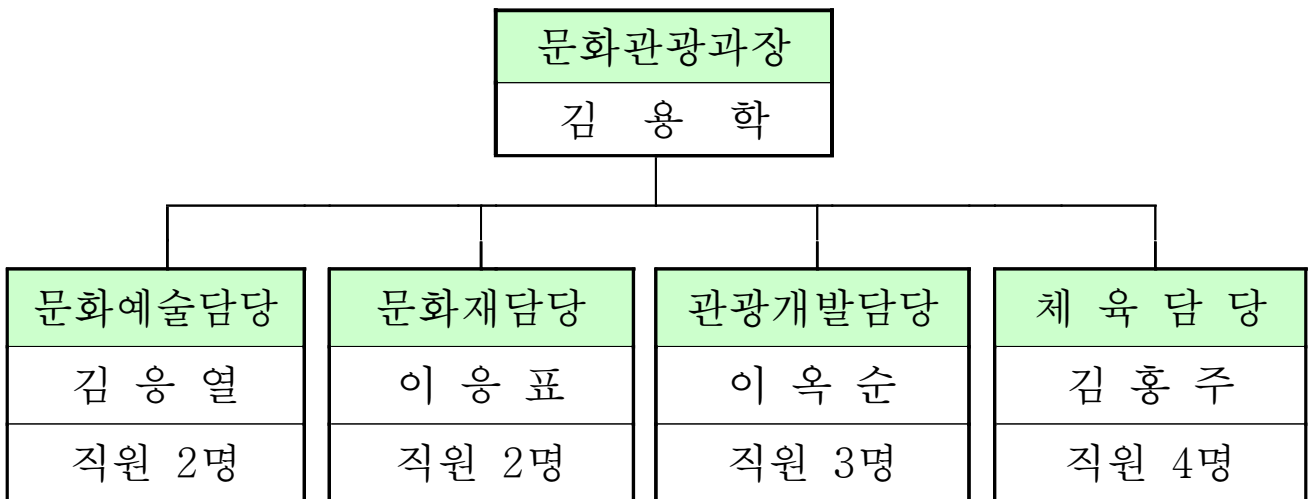 문화관광과장
김 용 학
문화예술담당 문화재담당 관광개발담당 체 육 담 당
김 응 열 이 응 표 이 옥 순 김 홍 주
직원 2명 직원 2명 직원 3명 직원 4명